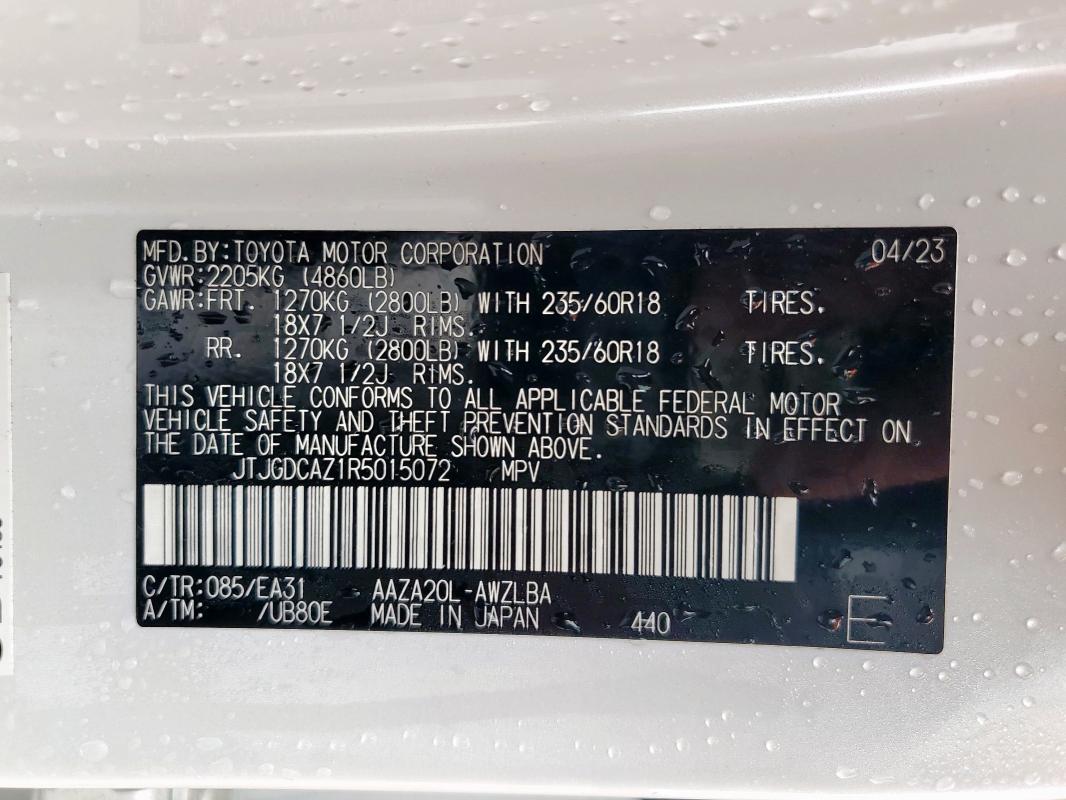 MFD. BY: TOYOTA MOTOR CORPORATION 04/23
GVWR: 2205KG (4860LB)
GAWR: FRT. 1270KG (2800LB) WITH 235/60R18 TIRES.
18X7 1/2J RIMS.
RR. 1270KG (2800LB) WITH 235/60R18 TIRES.
18X7 1/2J RIMS.
THIS VEHICLE CONFORMS TO ALL APPLICABLE FEDERAL MOTOR
VEHICLE SAFETY AND THEFT PREVENTION STANDARDS IN EFFECT ON
THE DATE OF MANUFACTURE SHOWN ABOVE.
JTJGDCAZ1R5015072 MPV
C/TR: 085/EA31 AAZA20L-AWZLBA
A/TM: /UB80E MADE IN JAPAN 440 E